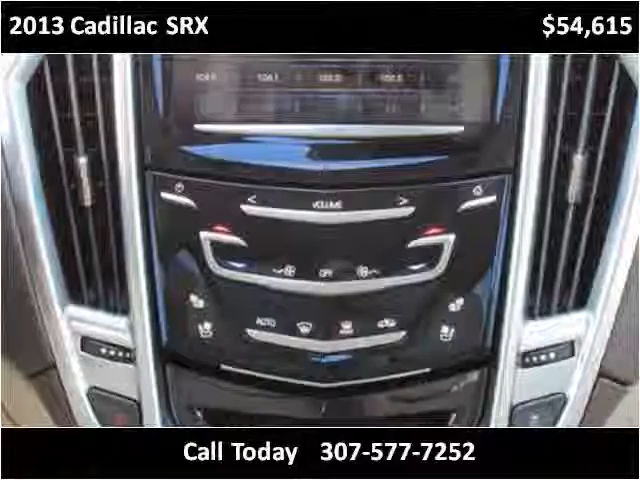 2013 Cadillac SRX $54,615
< VOLUME >
OFF
AUTO
Call Today 307-577-7252